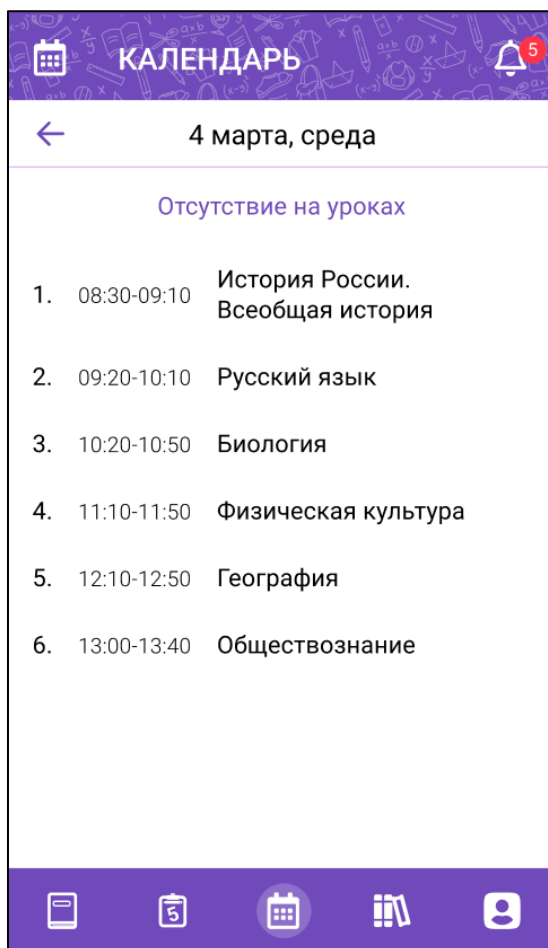 КАЛЕНДАРЬ
5
4 марта, среда
Отсутствие на уроках
1. 08:30-09:10 История России.
Всеобщая история
2. 09:20-10:10 Русский язык
3. 10:20-10:50 Биология
4. 11:10-11:50 Физическая культура
5. 12:10-12:50 География
6. 13:00-13:40 Обществознание
5